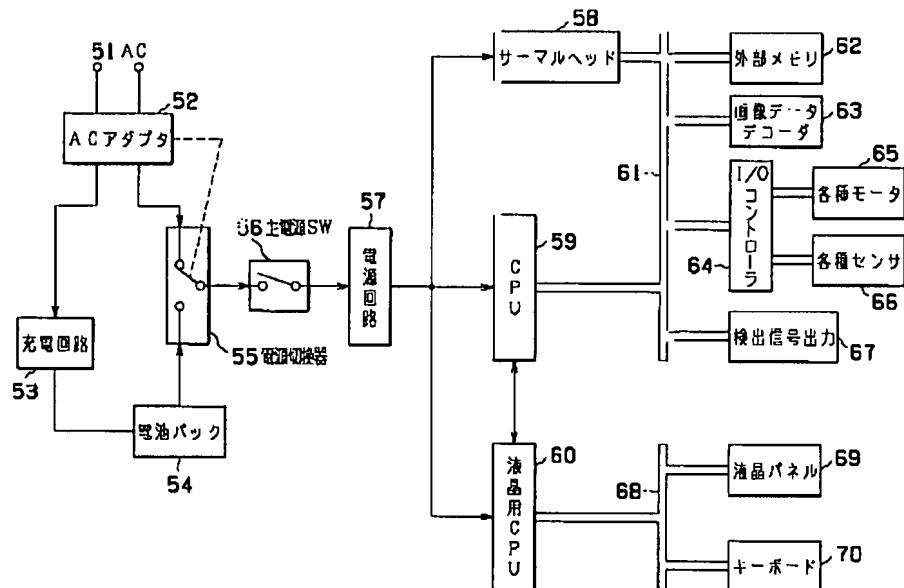 51 AC
52
ACアダプタ
充電回路
53
電池パック
54
55 電源切換器
56 主電源SW
57
電源回路
58
サーマルヘッド
59
CPU
60
液晶用CPU
61
外部メモリ
62
画像データ
デコーダ
63
I/O
コントローラ
64
各種モータ
65
各種センサ
66
検出信号出力
67
68
液晶パネル
69
キーボード
70